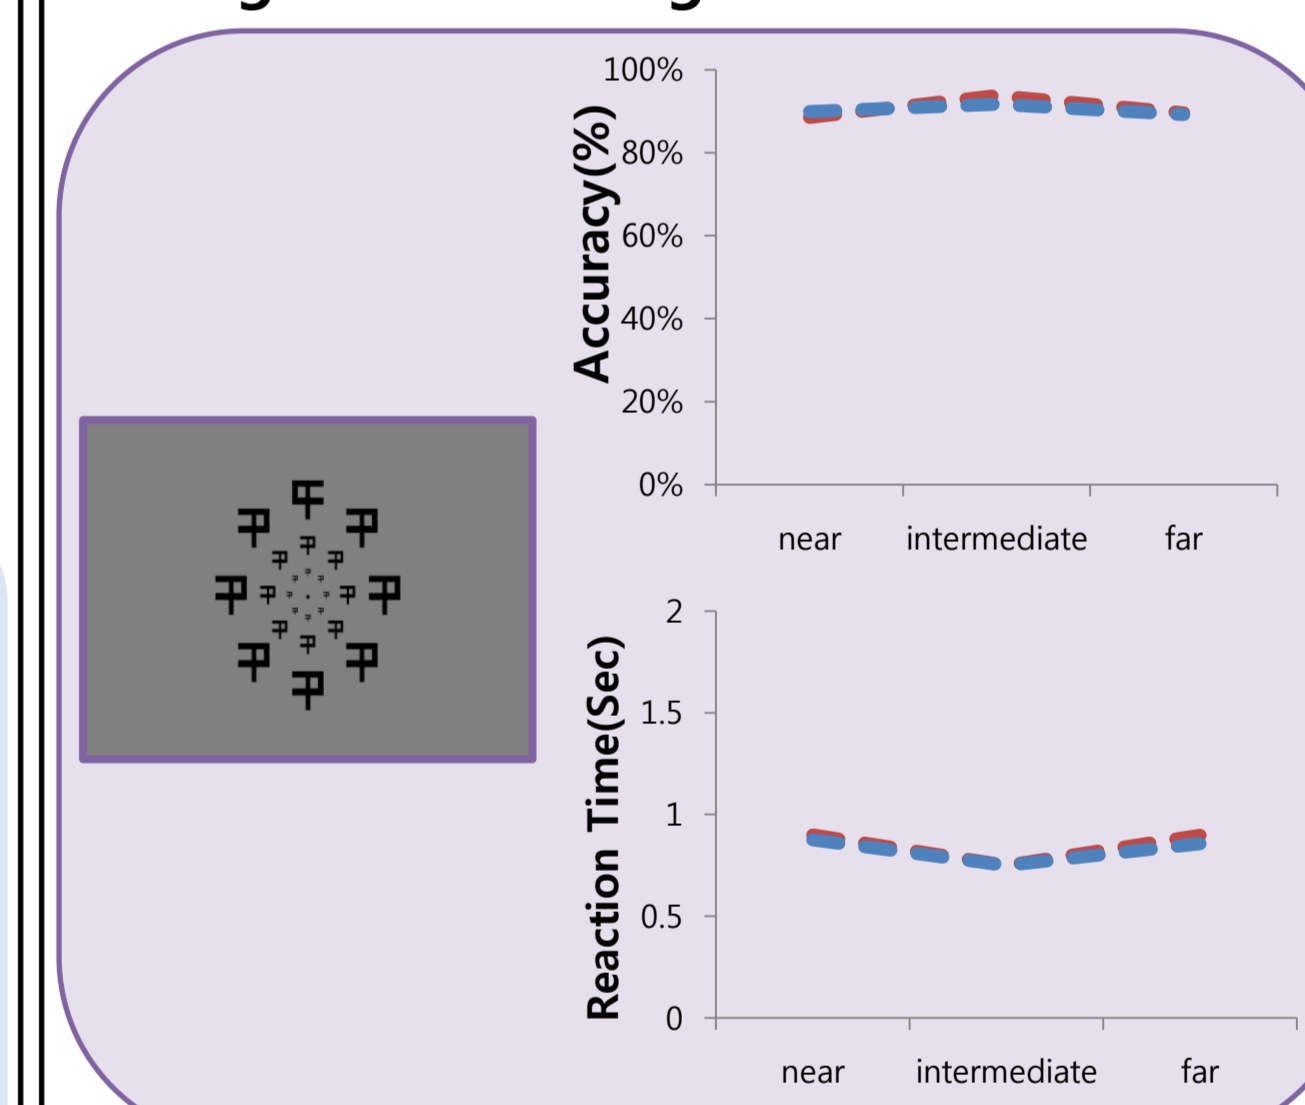 Accuracy(%)
100%
80%
60%
40%
20%
0%
near intermediate far
Reaction Time(Sec)
2
1.5
1
0.5
0
near intermediate far